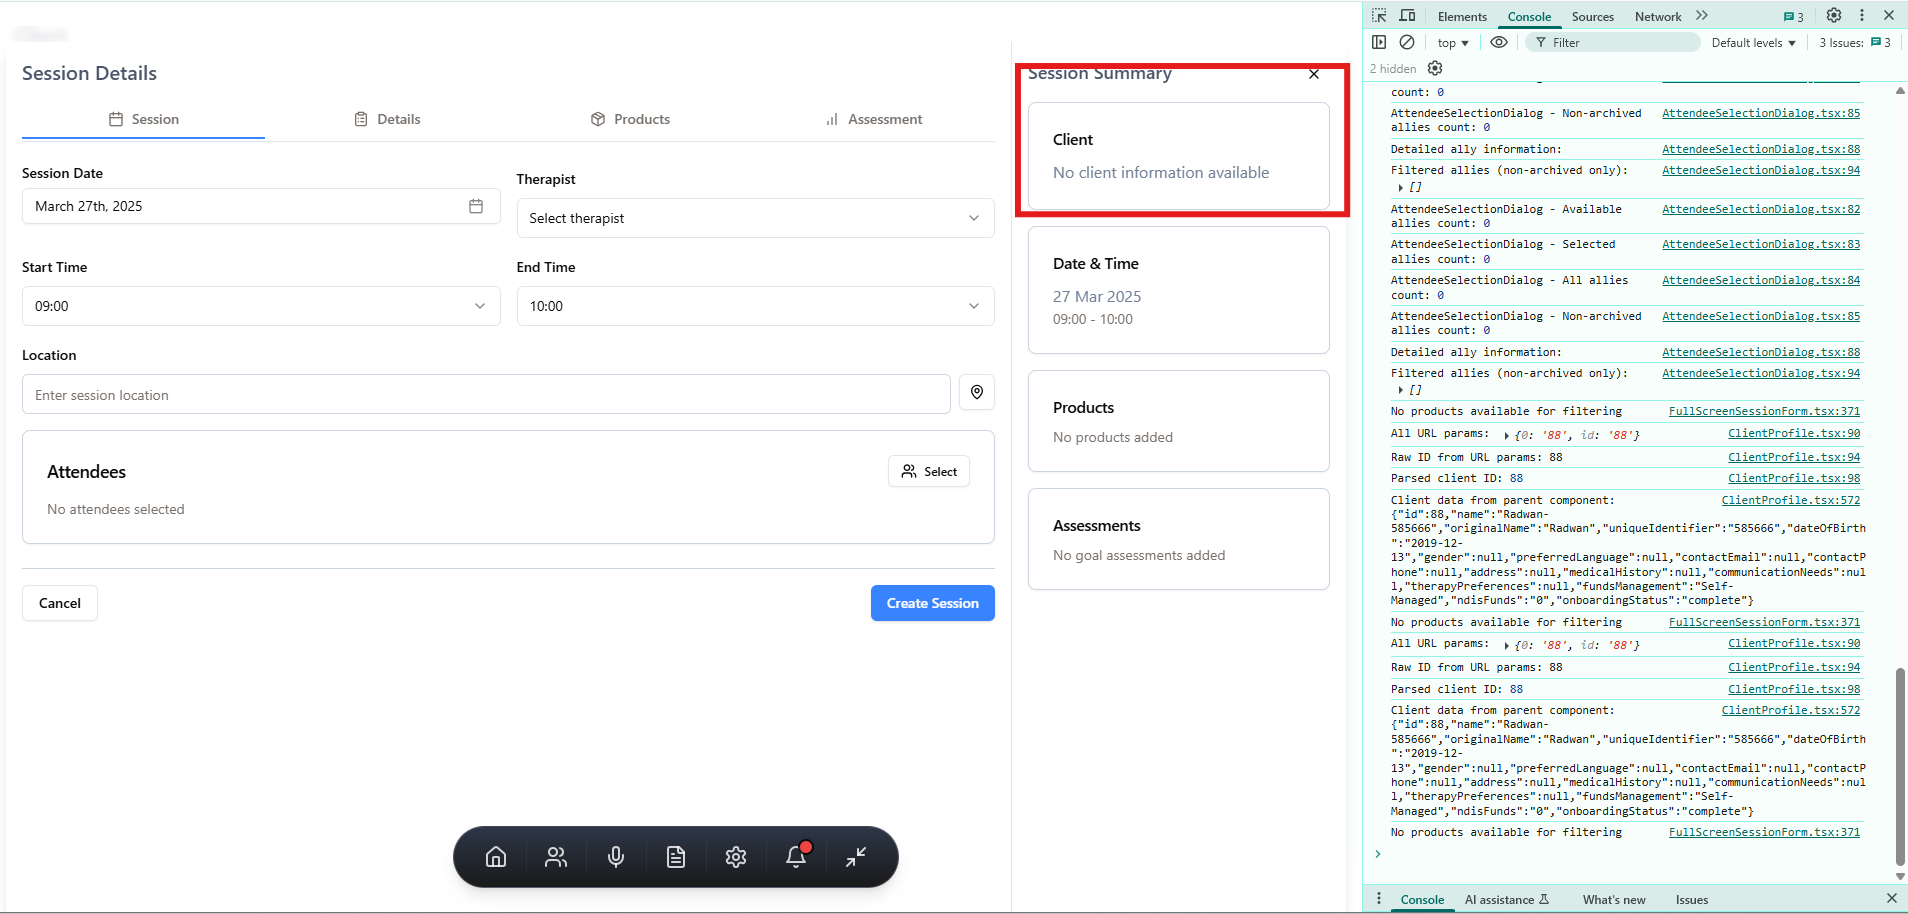 Session Details
Session
Details
Products
Assessment
Session Date
March 27th, 2025
Therapist
Select therapist
Start Time
09:00
End Time
10:00
Location
Enter session location
Attendees
Select
No attendees selected
Cancel
Create Session
Session Summary
Client
No client information available
Date & Time
27 Mar 2025
09:00 - 10:00
Products
No products added
Assessments
No goal assessments added
Elements
Console
Sources
Network
3
top
Filter
Default levels
3 Issues: 3
2 hidden
count: 0
AttendeeSelectionDialog - Non-archived AttendeeSelectionDialog.tsx:85
allies count: 0
Detailed ally information: AttendeeSelectionDialog.tsx:88
Filtered allies (non-archived only): AttendeeSelectionDialog.tsx:94
[]
AttendeeSelectionDialog - Available AttendeeSelectionDialog.tsx:82
allies count: 0
AttendeeSelectionDialog - Selected AttendeeSelectionDialog.tsx:83
allies count: 0
AttendeeSelectionDialog - All allies AttendeeSelectionDialog.tsx:84
count: 0
AttendeeSelectionDialog - Non-archived AttendeeSelectionDialog.tsx:85
allies count: 0
Detailed ally information: AttendeeSelectionDialog.tsx:88
Filtered allies (non-archived only): AttendeeSelectionDialog.tsx:94
[]
No products available for filtering FullScreenSessionForm.tsx:371
All URL params: {0: '88', id: '88'} ClientProfile.tsx:90
Raw ID from URL params: 88 ClientProfile.tsx:94
Parsed client ID: 88 ClientProfile.tsx:98
Client data from parent component: ClientProfile.tsx:572
{"id":88,"name":"Radwan-
585666","originalName":"Radwan","uniqueIdentifier":"585666","dateOfBirth
":"2019-12-
13","gender":null,"preferredLanguage":null,"contactEmail":null,"contactP
hone":null,"address":null,"medicalHistory":null,"communicationNeeds":nul
l,"therapyPreferences":null,"fundsManagement":"Self-
Managed","ndisFunds":"0","onboardingStatus":"complete"}
No products available for filtering FullScreenSessionForm.tsx:371
All URL params: {0: '88', id: '88'} ClientProfile.tsx:90
Raw ID from URL params: 88 ClientProfile.tsx:94
Parsed client ID: 88 ClientProfile.tsx:98
Client data from parent component: ClientProfile.tsx:572
{"id":88,"name":"Radwan-
585666","originalName":"Radwan","uniqueIdentifier":"585666","dateOfBirth
":"2019-12-
13","gender":null,"preferredLanguage":null,"contactEmail":null,"contactP
hone":null,"address":null,"medicalHistory":null,"communicationNeeds":nul
l,"therapyPreferences":null,"fundsManagement":"Self-
Managed","ndisFunds":"0","onboardingStatus":"complete"}
No products available for filtering FullScreenSessionForm.tsx:371
Console
AI assistance
What's new
Issues